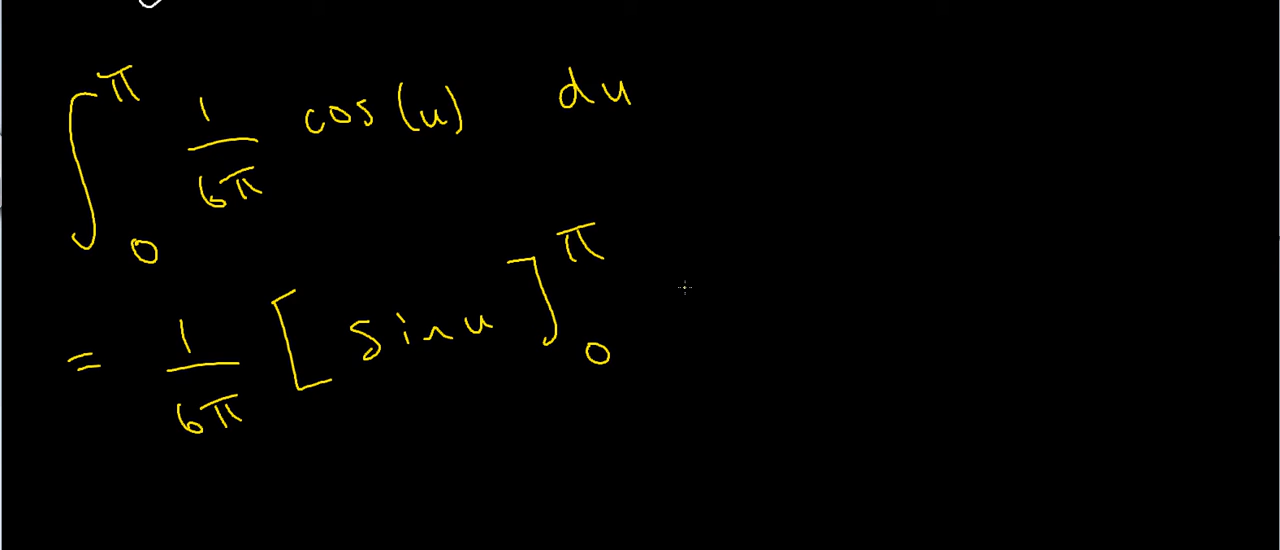 ∫₀^π 1/6π cos(u) du
= 1/6π [sin u]₀^π